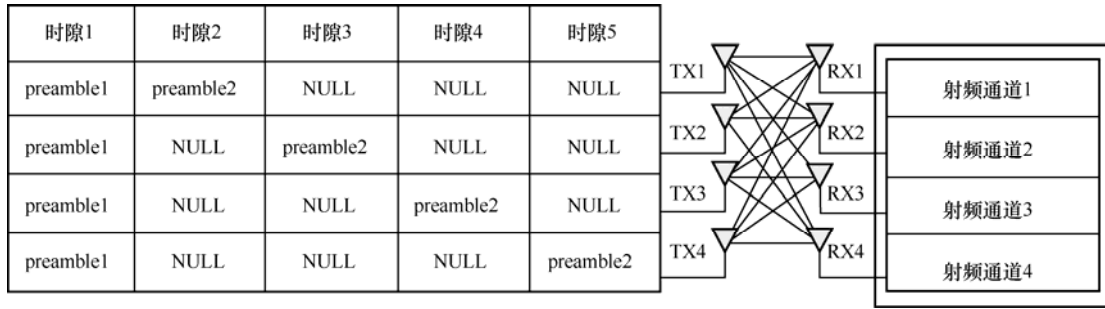 时隙1 时隙2 时隙3 时隙4 时隙5
preamble1 preamble2 NULL NULL NULL
preamble1 NULL preamble2 NULL NULL
preamble1 NULL NULL preamble2 NULL
preamble1 NULL NULL NULL preamble2
TX1
TX2
TX3
TX4
RX1
RX2
RX3
RX4
射频通道1
射频通道2
射频通道3
射频通道4